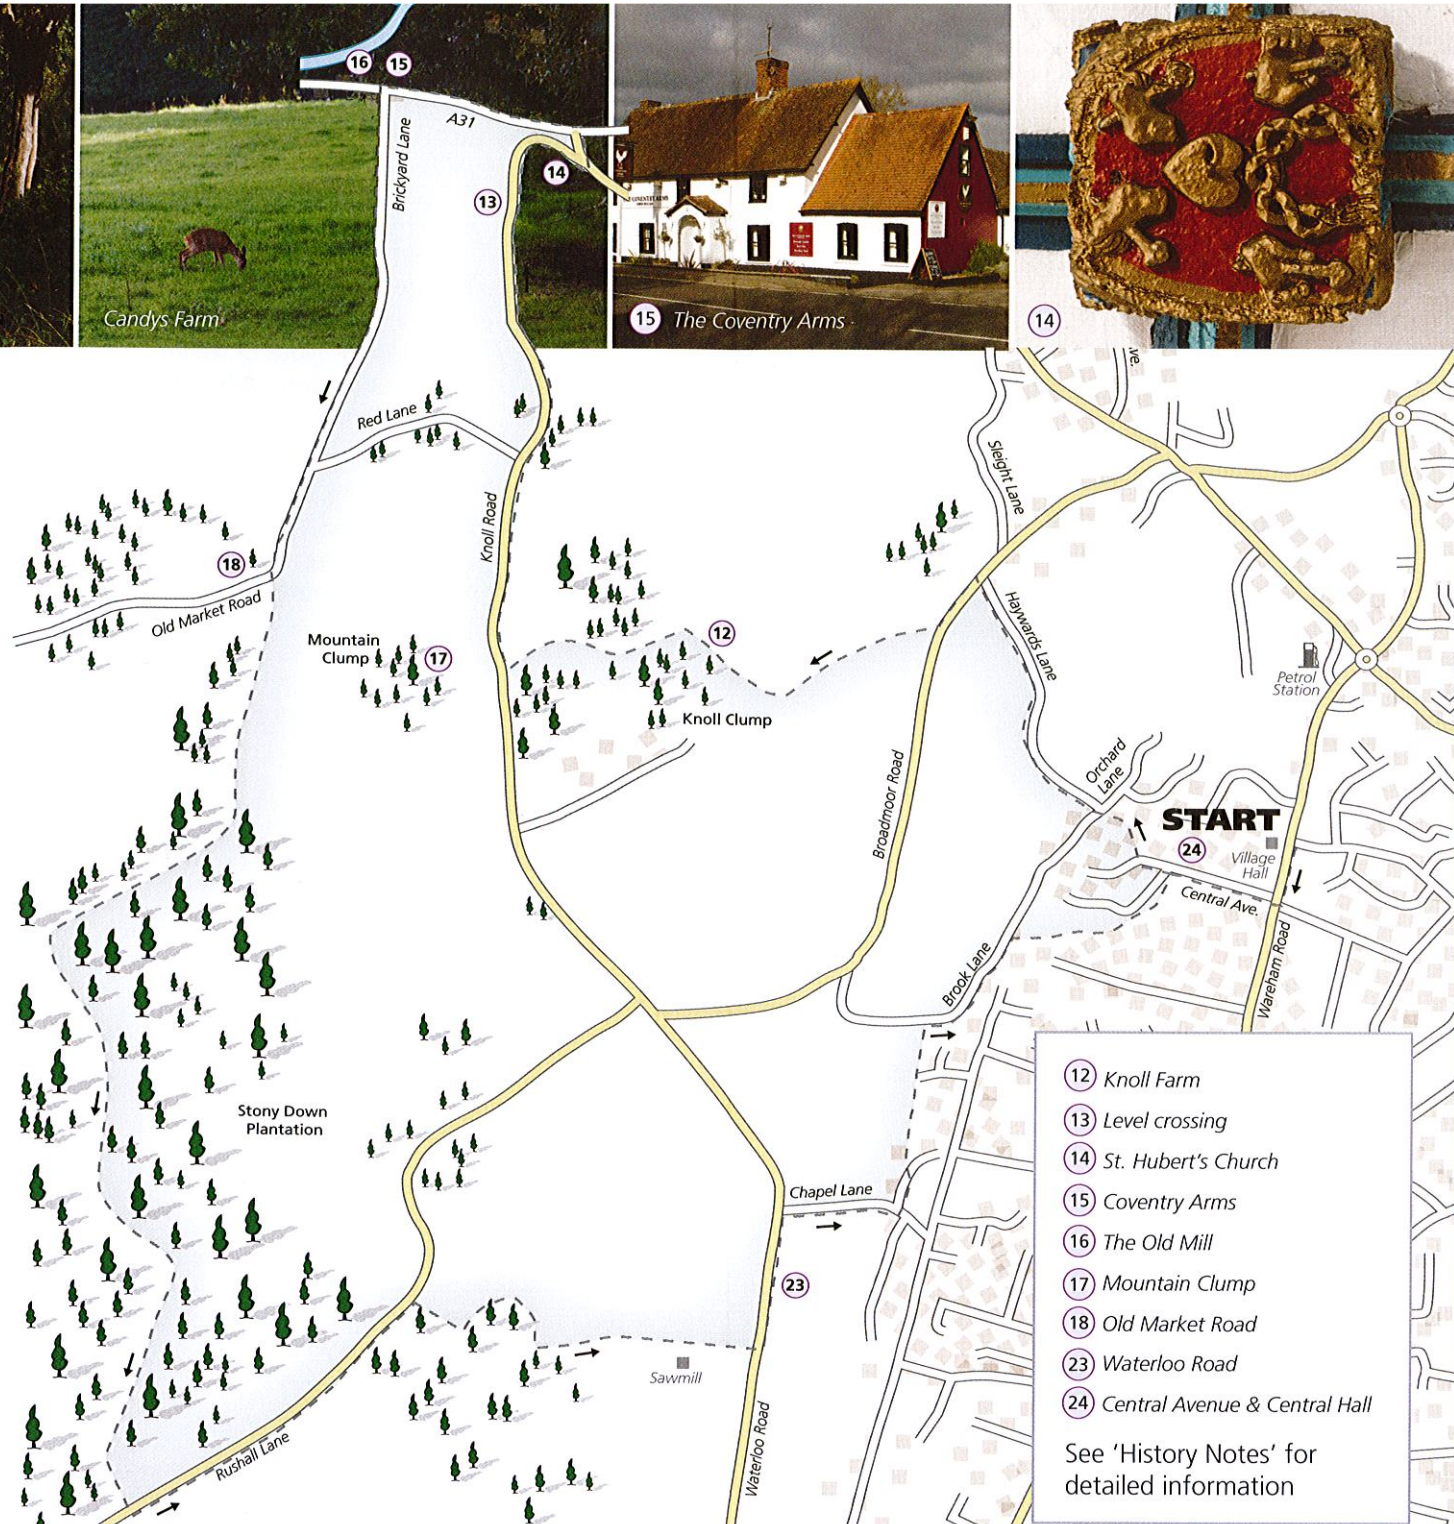 16
15
A31
Brickyard Lane
14
13
Candys Farm
15 The Coventry Arms
14
Ave.
Red Lane
Sleight Lane
Knoll Road
18
Old Market Road
Haywards Lane
Mountain
Clump
17
12
Petrol
Station
Knoll Clump
Orchard
Lane
Broadmoor Road
START
24
Village
Hall
Central Ave.
Brook Lane
Wareham Road
Stony Down
Plantation
Chapel Lane
23
Sawmill
Rushall Lane
Waterloo Road
12 Knoll Farm
13 Level crossing
14 St. Hubert's Church
15 Coventry Arms
16 The Old Mill
17 Mountain Clump
18 Old Market Road
23 Waterloo Road
24 Central Avenue & Central Hall
See ‘History Notes’ for
detailed information